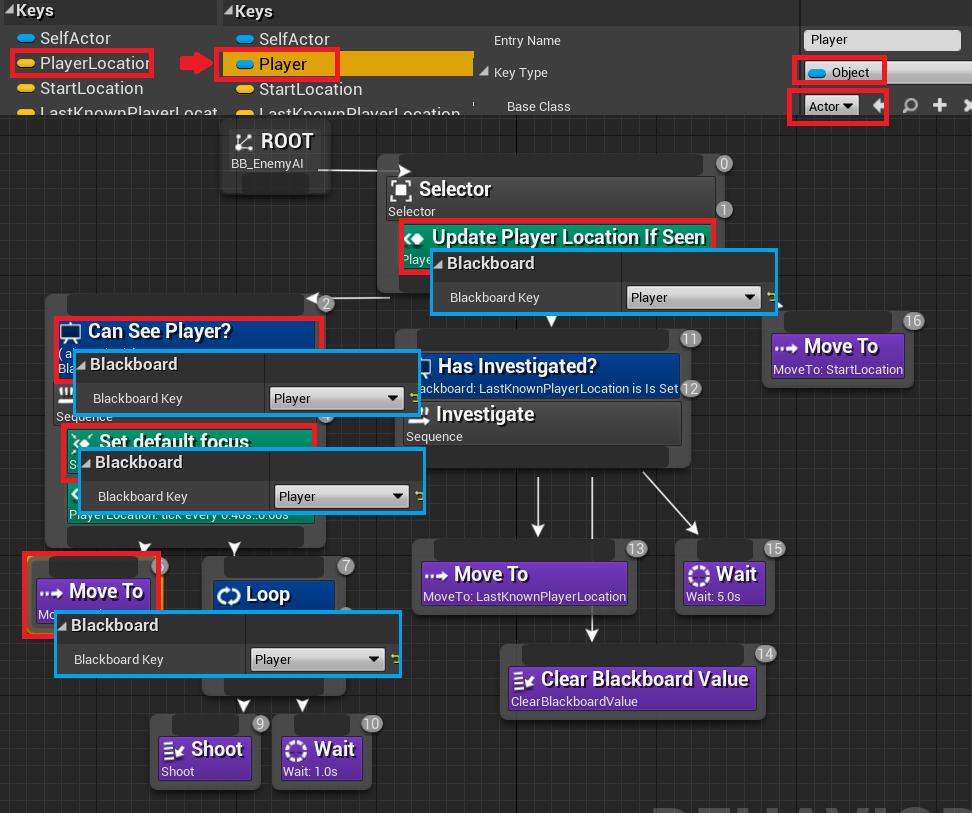 Keys
SelfActor
PlayerLocation
StartLocation
LastKnownPlayerLocat
Keys
SelfActor
Player
StartLocation
LastKnownPlayerLocation
Entry Name
Player
Key Type
Object
Base Class
Actor
ROOT
BB_EnemyAI
0
Selector
Selector
1
Update Player Location If Seen
Playe
Blackboard
Blackboard Key
Player
2
Can See Player?
( a
Bla
Blackboard
Blackboard Key
Player
Sequence
4
Set default focus
S
Blackboard
Blackboard Key
Player
PlayerLocation: tick every 0.40s..0.60s
11
Has Investigated?
ackboard: LastKnownPlayerLocation is Is Set
12
Investigate
Sequence
16
Move To
MoveTo: StartLocation
6
Move To
Mo
Blackboard
Blackboard Key
Player
7
Loop
13
Move To
MoveTo: LastKnownPlayerLocation
15
Wait
Wait: 5.0s
14
Clear Blackboard Value
ClearBlackboardValue
9
Shoot
Shoot
10
Wait
Wait: 1.0s